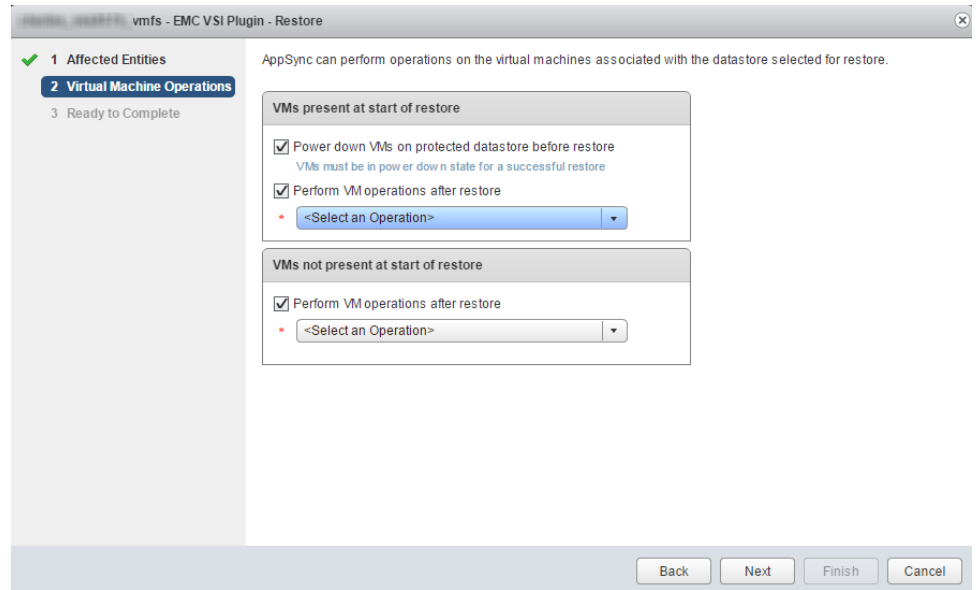 vmfs - EMC VSI Plugin - Restore
1 Affected Entities
2 Virtual Machine Operations
3 Ready to Complete
AppSync can perform operations on the virtual machines associated with the datastore selected for restore.
VMs present at start of restore
Power down VMs on protected datastore before restore
VMs must be in power down state for a successful restore
Perform VM operations after restore
* <Select an Operation>
VMs not present at start of restore
Perform VM operations after restore
* <Select an Operation>
Back Next Finish Cancel